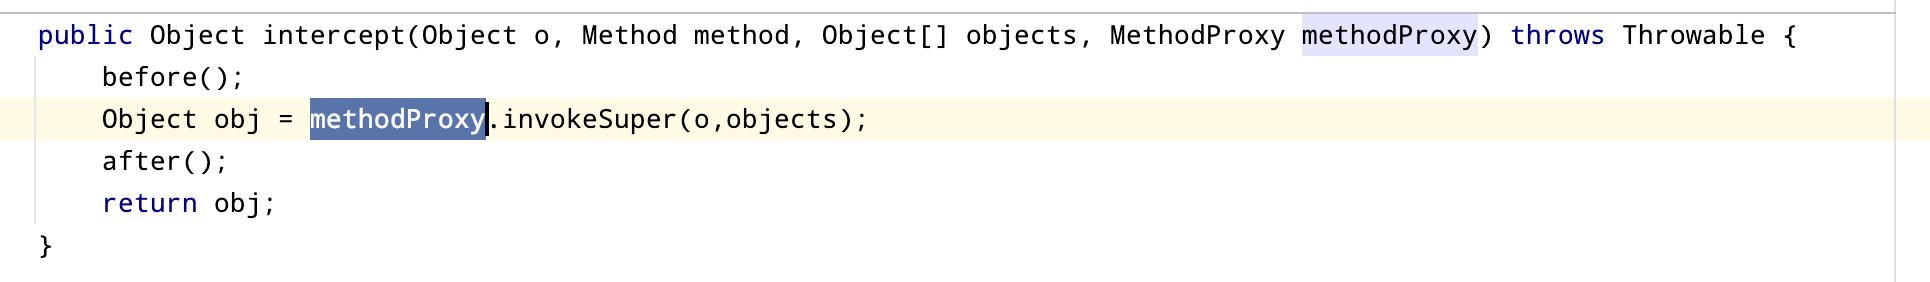 public Object intercept(Object o, Method method, Object[] objects, MethodProxy methodProxy) throws Throwable {
    before();
    Object obj = methodProxy.invokeSuper(o,objects);
    after();
    return obj;
}